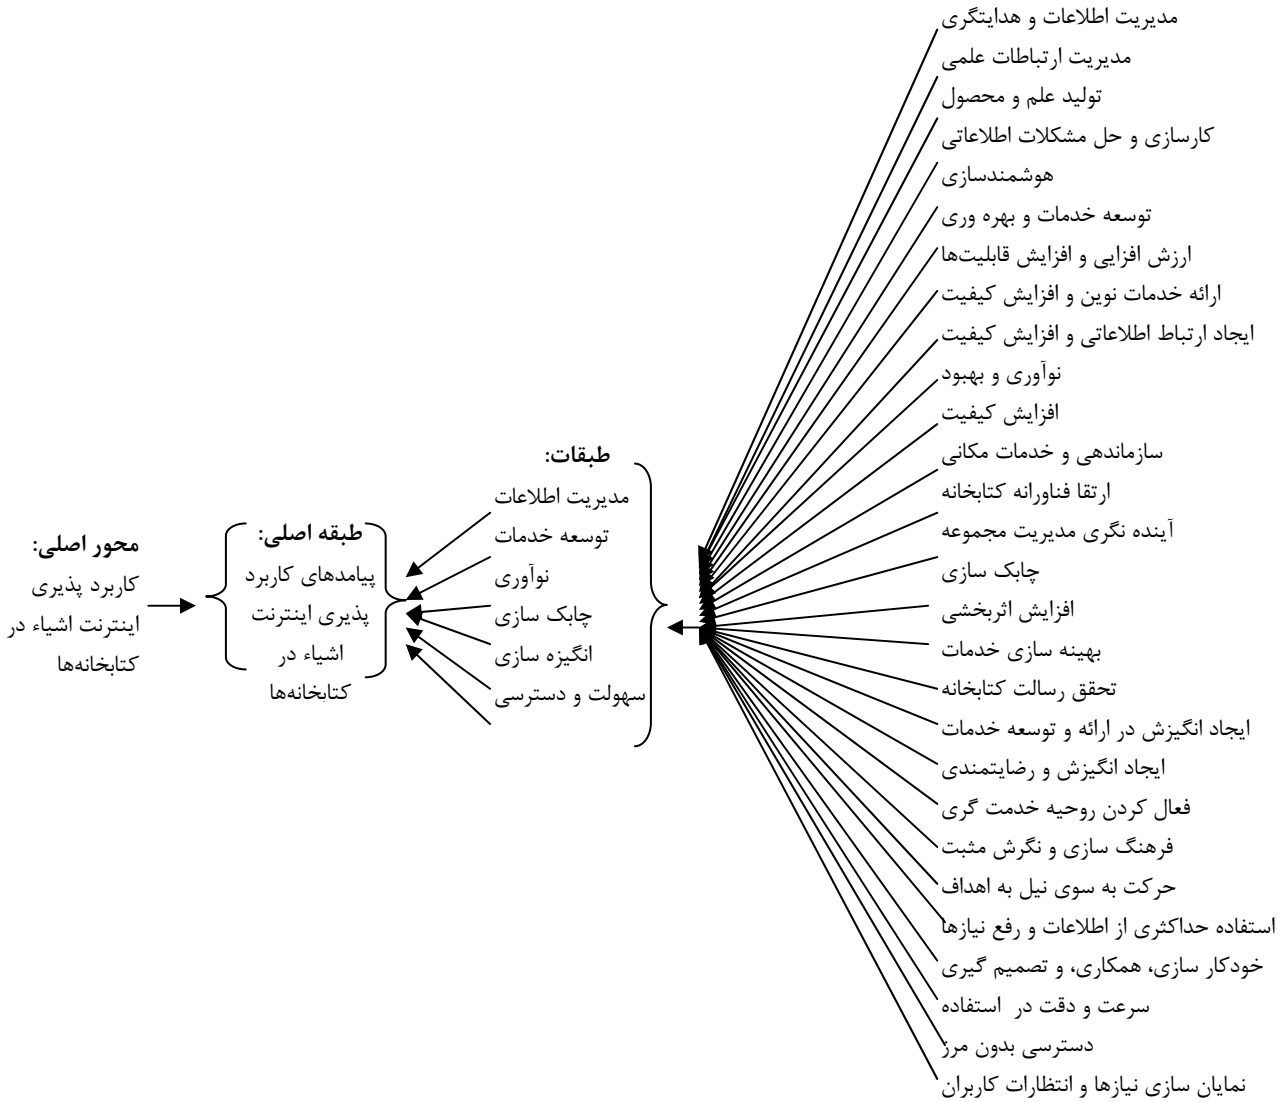 مدیریت اطلاعات و هدایتگری
مدیریت ارتباطات علمی
تولید علم و محصول
کارسازی و حل مشکلات اطلاعاتی
هوشمندسازی
توسعه خدمات و بهره وری
ارزش افزایی و افزایش قابلیت‌ها
ارائه خدمات نوین و افزایش کیفیت
ایجاد ارتباط اطلاعاتی و افزایش کیفیت
نوآوری و بهبود
افزایش کیفیت
سازماندهی و خدمات مکانی
ارتقا فناورانه کتابخانه
آینده نگری مدیریت مجموعه
چابک سازی
افزایش اثربخشی
بهینه سازی خدمات
تحقق رسالت کتابخانه
ایجاد انگیزش در ارائه و توسعه خدمات
ایجاد انگیزش و رضایتمندی
فعال کردن روحیه خدمت گری
فرهنگ سازی و نگرش مثبت
حرکت به سوی نیل به اهداف
استفاده حداکثری از اطلاعات و رفع نیازها
خودکار سازی، همکاری، و تصمیم گیری
سرعت و دقت در استفاده
دسترسی بدون مرز
نمایان سازی نیازها و انتظارات کاربران
طبقات:
مدیریت اطلاعات
توسعه خدمات
نوآوری
چابک سازی
انگیزه سازی
سهولت و دسترسی
طبقه اصلی:
پیامدهای کاربرد
پذیری اینترنت
اشیاء در
کتابخانه‌ها
محور اصلی:
کاربرد پذیری
اینترنت اشیاء در
کتابخانه‌ها